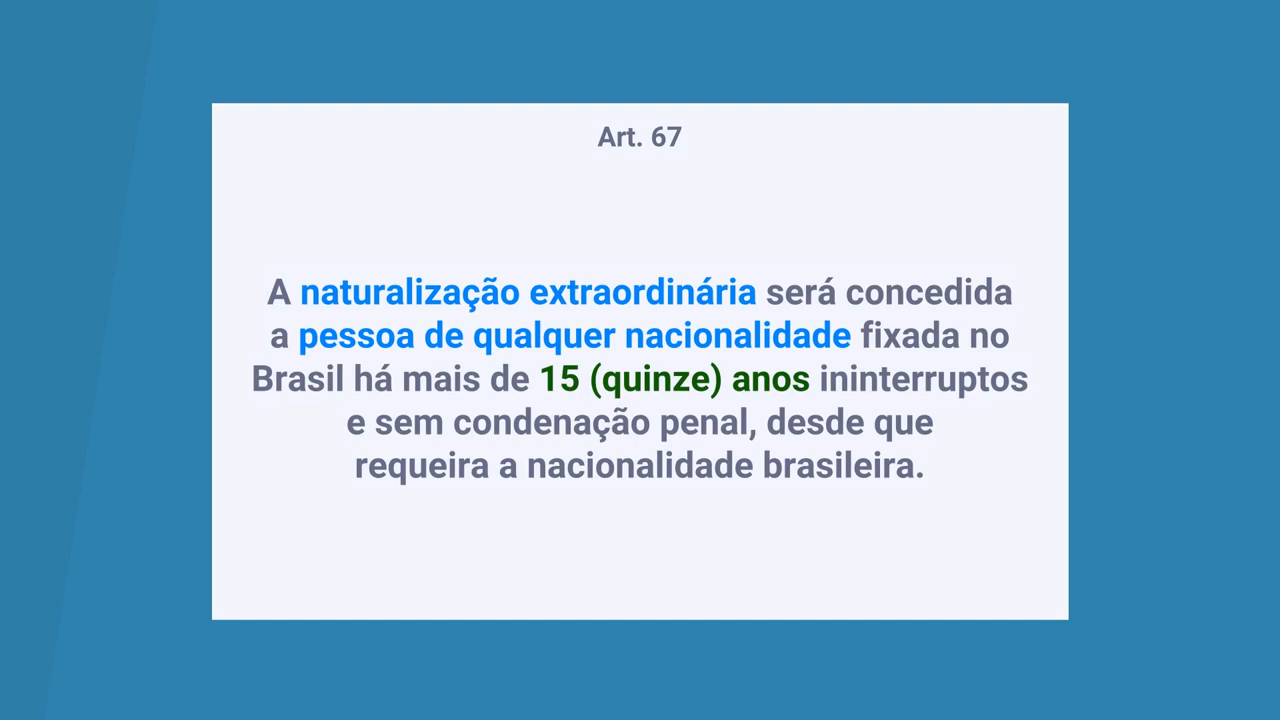 Art. 67
A naturalização extraordinária será concedida
a pessoa de qualquer nacionalidade fixada no
Brasil há mais de 15 (quinze) anos ininterruptos
e sem condenação penal, desde que
requeira a nacionalidade brasileira.